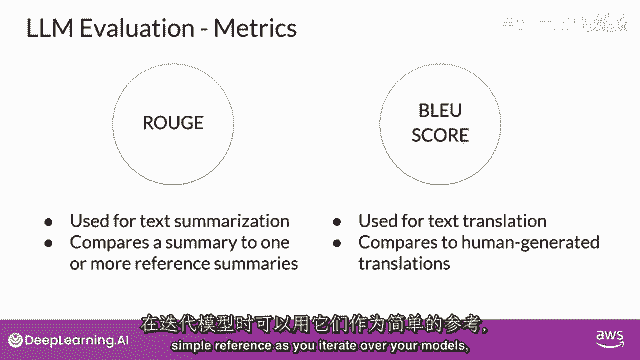 LLM Evaluation - Metrics
ROUGE
BLEU
SCORE
● Used for text summarization
● Compares a summary to one
or more reference summaries
● Used for text translation
● Compares to human-generated
translations
在迭代模型时可以用它们作为简单的参考，
simple reference as you iterate over your models,
DeepLearning.AI
aws